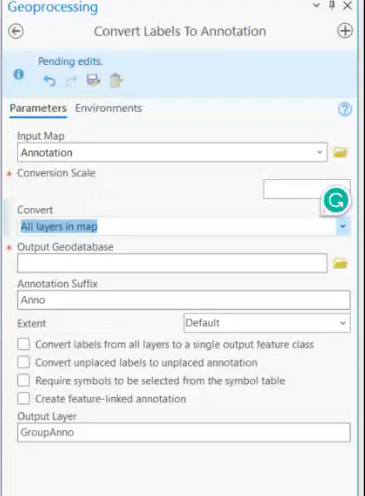 Geoprocessing
Convert Labels To Annotation
Pending edits.
Parameters Environments
Input Map
Annotation
* Conversion Scale
Convert
All layers in map
* Output Geodatabase
Annotation Suffix
Anno
Extent Default
Convert labels from all layers to a single output feature class
Convert unplaced labels to unplaced annotation
Require symbols to be selected from the symbol table
Create feature-linked annotation
Output Layer
GroupAnno